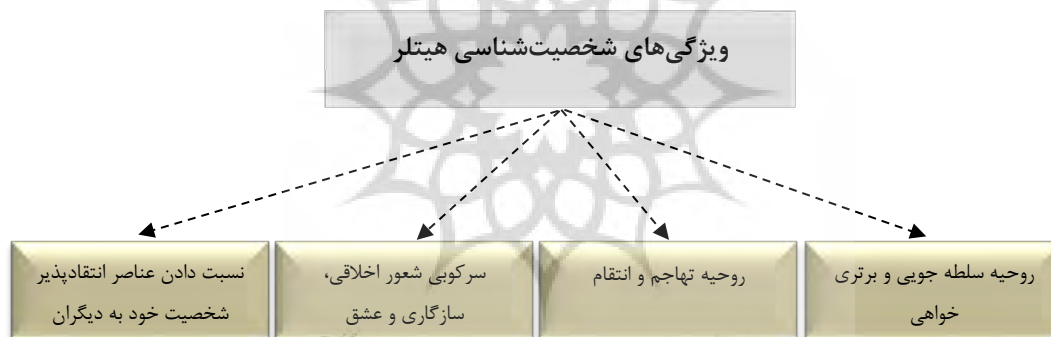 ویژگی‌های شخصیت‌شناسی هیتلر
روحیه سلطه جویی و برتری
خواهی
روحیه تهاجم و انتقام
سرکوبی شعور اخلاقی،
سازگاری و عشق
نسبت دادن عناصر انتقادپذیر
شخصیت خود به دیگران